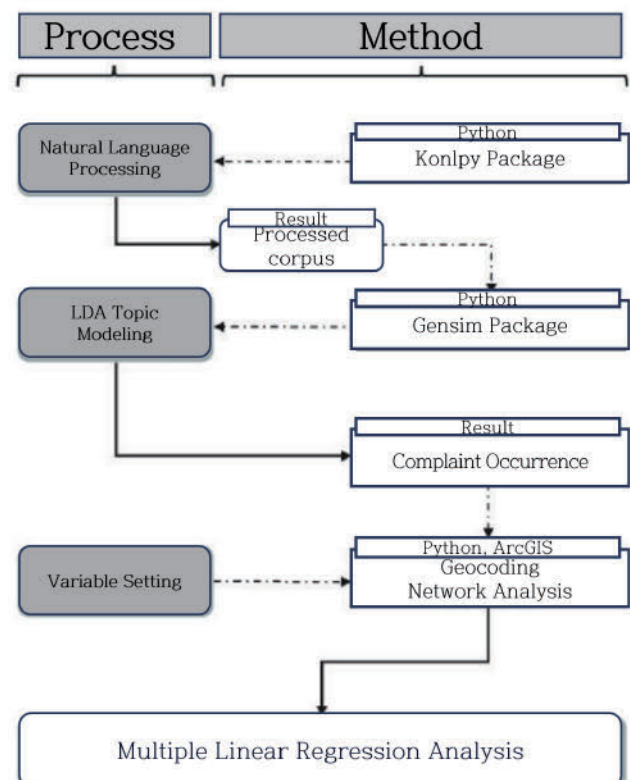 Process
Method
Natural Language
Processing
Python
Konlpy Package
Result
Processed
corpus
LDA Topic
Modeling
Python
Gensim Package
Result
Complaint Occurrence
Variable Setting
Python, ArcGIS
Geocoding
Network Analysis
Multiple Linear Regression Analysis